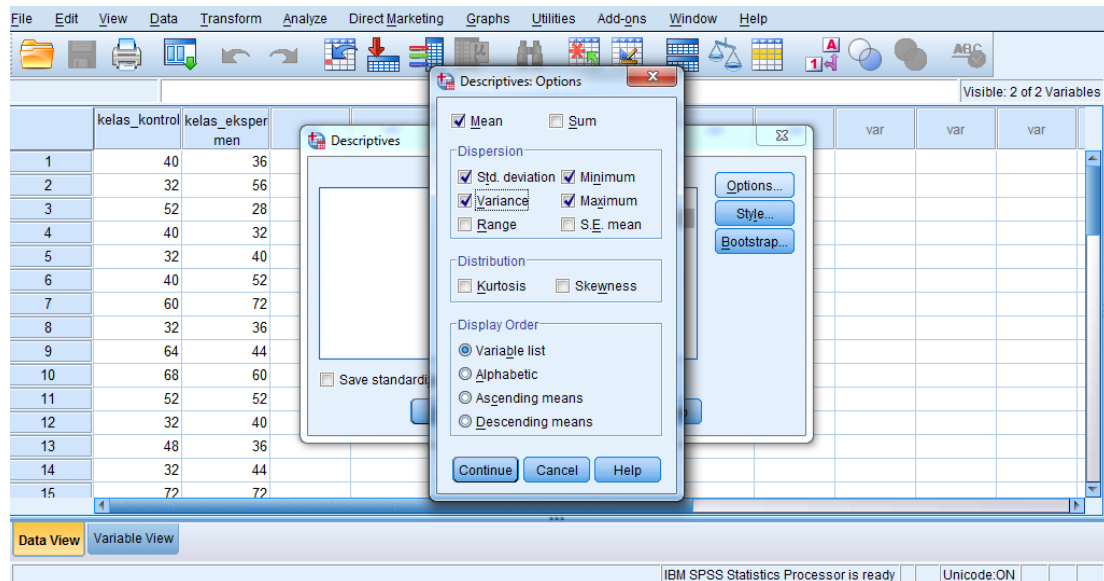 File Edit View Data Transform Analyze Direct Marketing Graphs Utilities Add-ons Window Help
Visible: 2 of 2 Variables
kelas_kontrol kelas_eksper
men
var var var
1 40 36
2 32 56
3 52 28
4 40 32
5 32 40
6 40 52
7 60 72
8 32 36
9 64 44
10 68 60
11 52 52
12 32 40
13 48 36
14 32 44
15 72 72
Descriptives
Options...
Style...
Bootstrap...
Save
Descriptives: Options
Mean Sum
Dispersion
Std. deviation Minimum
Variance Maximum
Range S.E. mean
Distribution
Kurtosis Skewness
Display Order
Variable list
Alphabetic
Ascending means
Descending means
Continue Cancel Help
Data View Variable View
IBM SPSS Statistics Processor is ready Unicode:ON